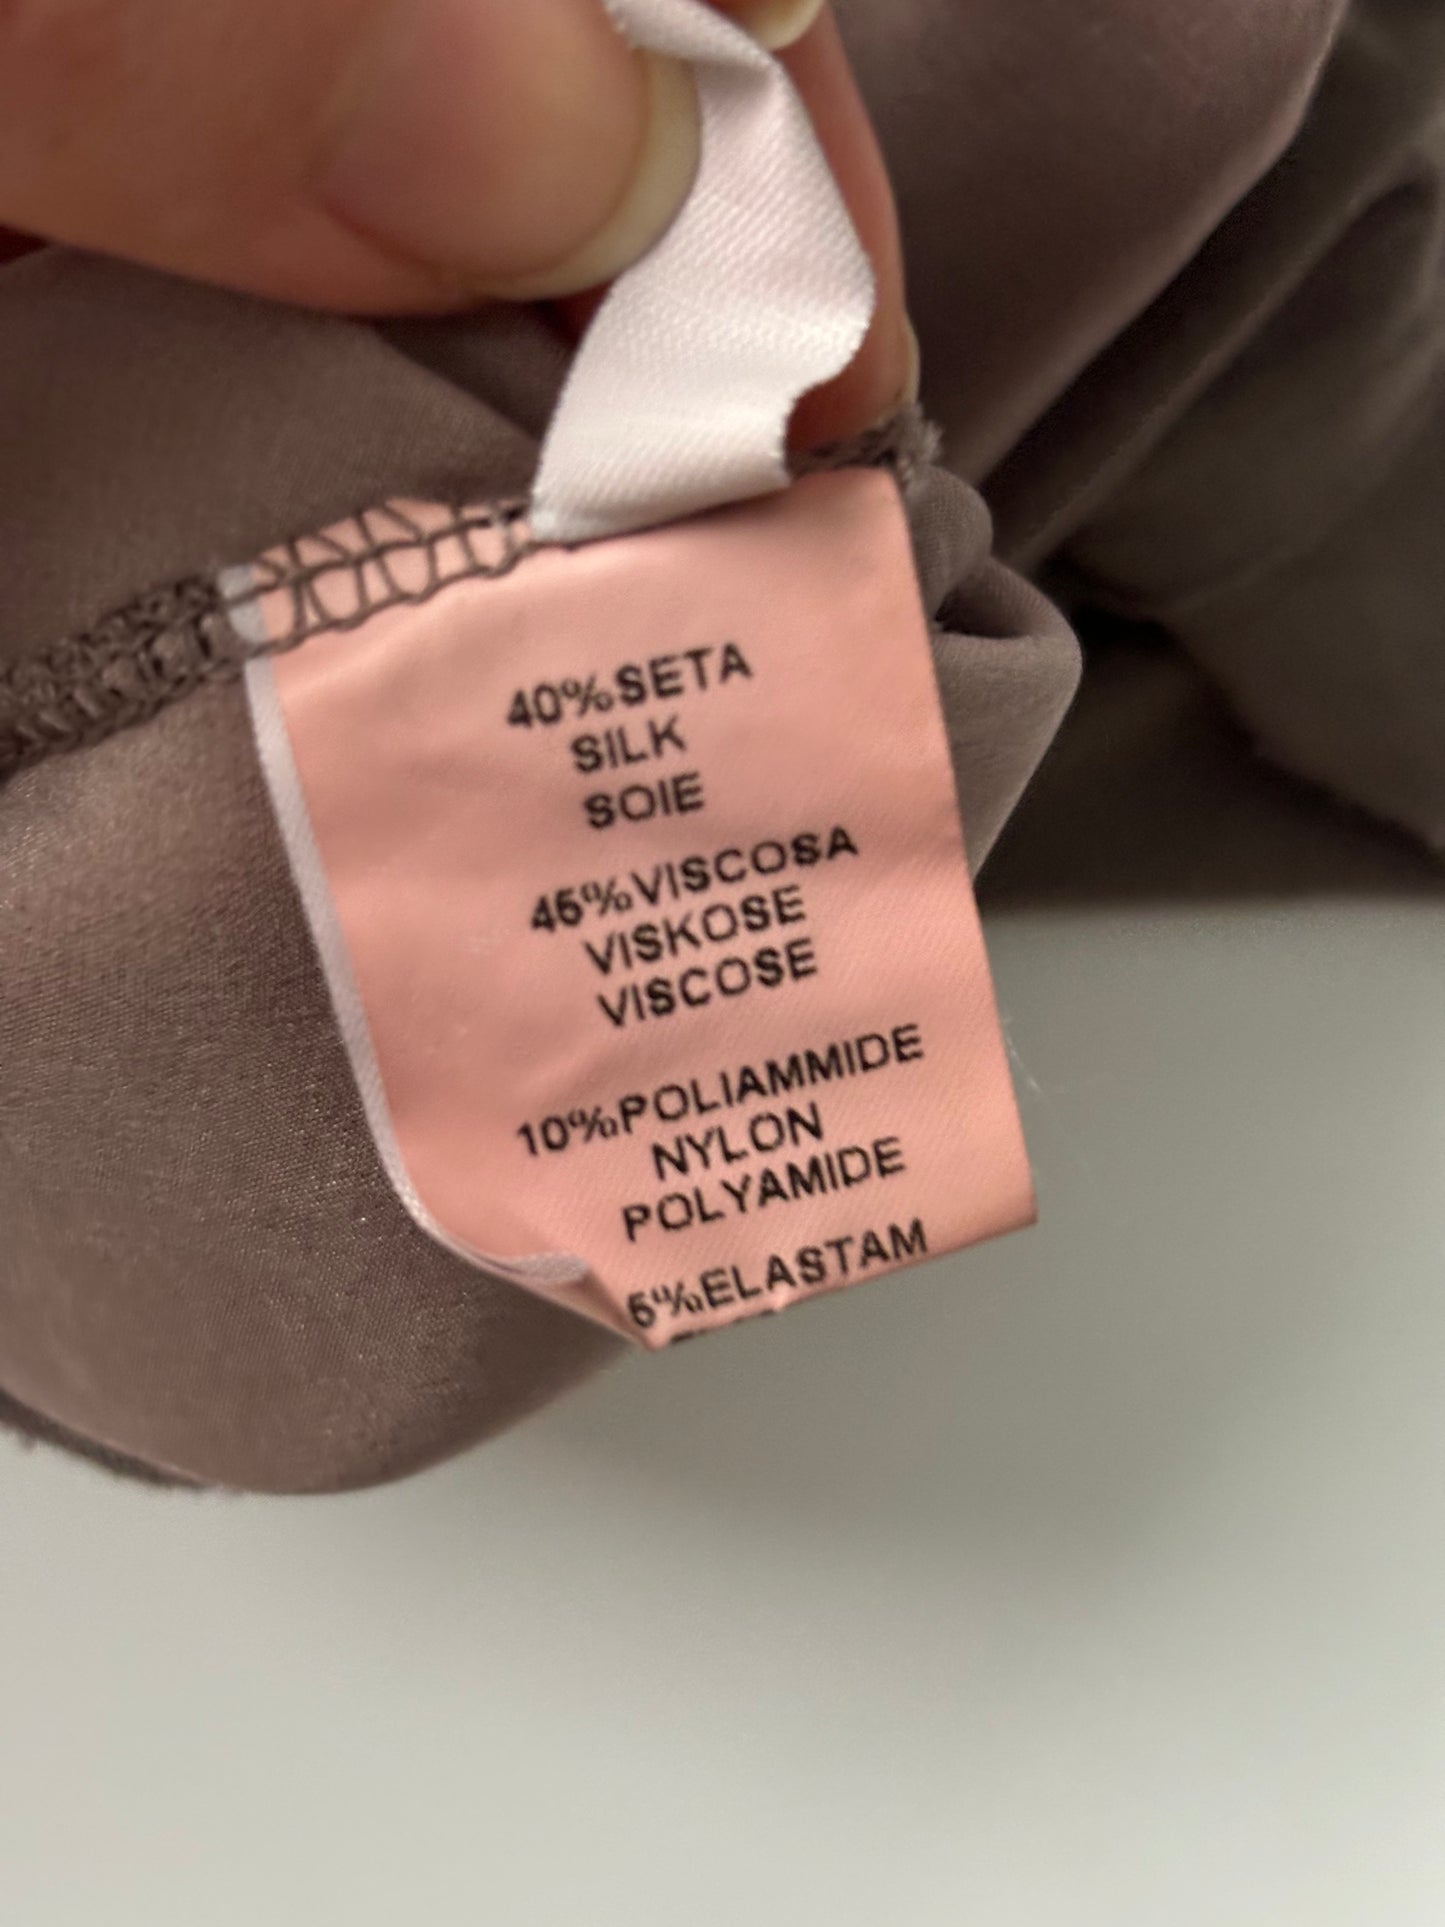 40%SETA
SILK
SOIE
45%VISCOSA
VISKOSE
VISCOSE
10%POLIAMMIDE
NYLON
POLYAMIDE
5%ELASTAM